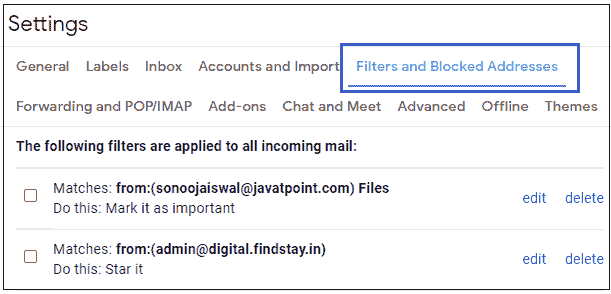 Settings
General Labels Inbox Accounts and Import Filters and Blocked Addresses
Forwarding and POP/IMAP Add-ons Chat and Meet Advanced Offline Themes
The following filters are applied to all incoming mail:
Matches: from:(sonoojaiswal@javatpoint.com) Files
Do this: Mark it as important
edit delete
Matches: from:(admin@digital.findstay.in)
Do this: Star it
edit delete